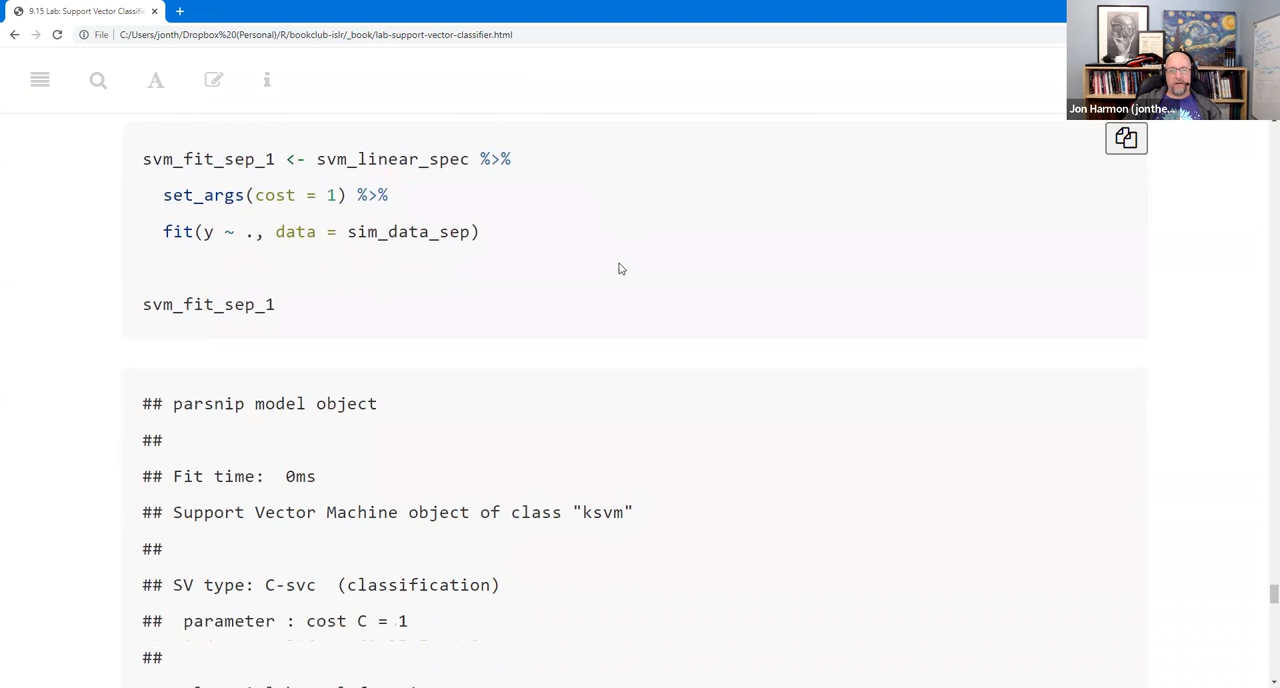 9.15 Lab: Support Vector Classifi
File
C:/Users/jonth/Dropbox%20(Personal)/R/bookclub-islr/_book/lab-support-vector-classifier.html
Jon Harmon (jonthe...
svm_fit_sep_1 <- svm_linear_spec %>%
set_args(cost = 1) %>%
fit(y ~ ., data = sim_data_sep)
svm_fit_sep_1
## parsnip model object
##
## Fit time:  0ms
## Support Vector Machine object of class "ksvm"
##
## SV type: C-svc  (classification)
##  parameter : cost C = 1
##